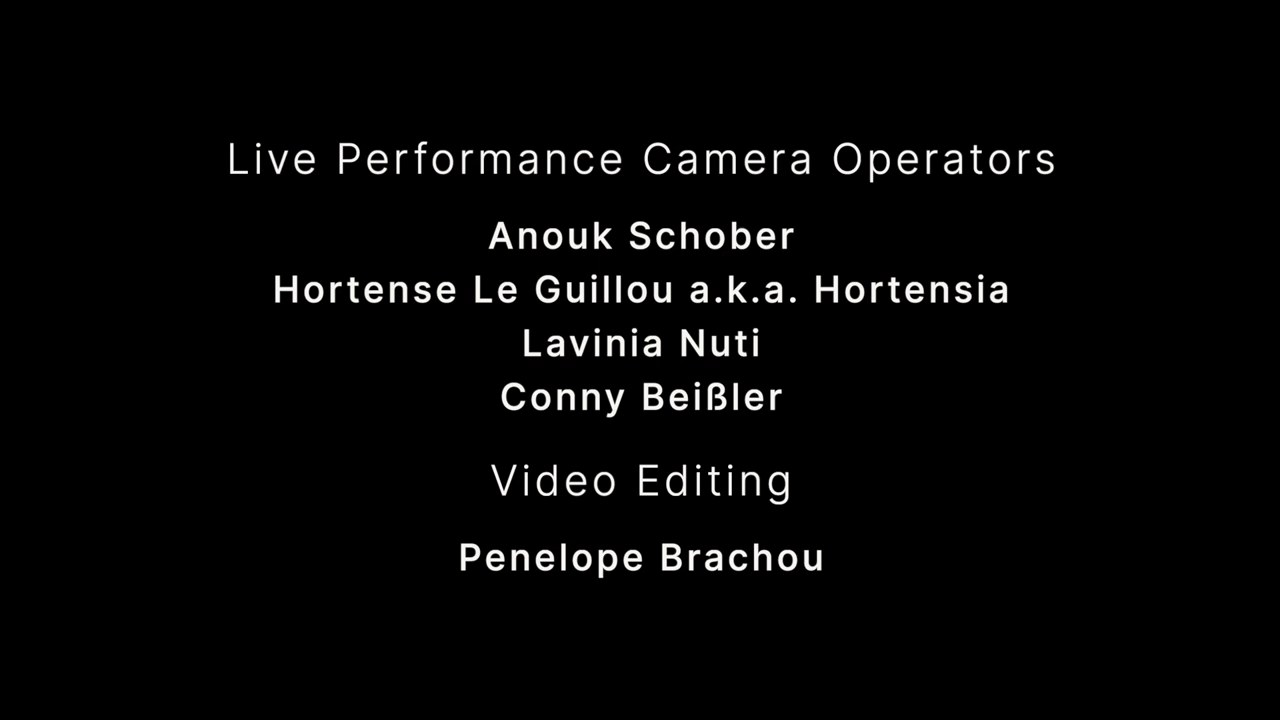 Live Performance Camera Operators
Anouk Schober
Hortense Le Guillou a.k.a. Hortensia
Lavinia Nuti
Conny Beißler
Video Editing
Penelope Brachou